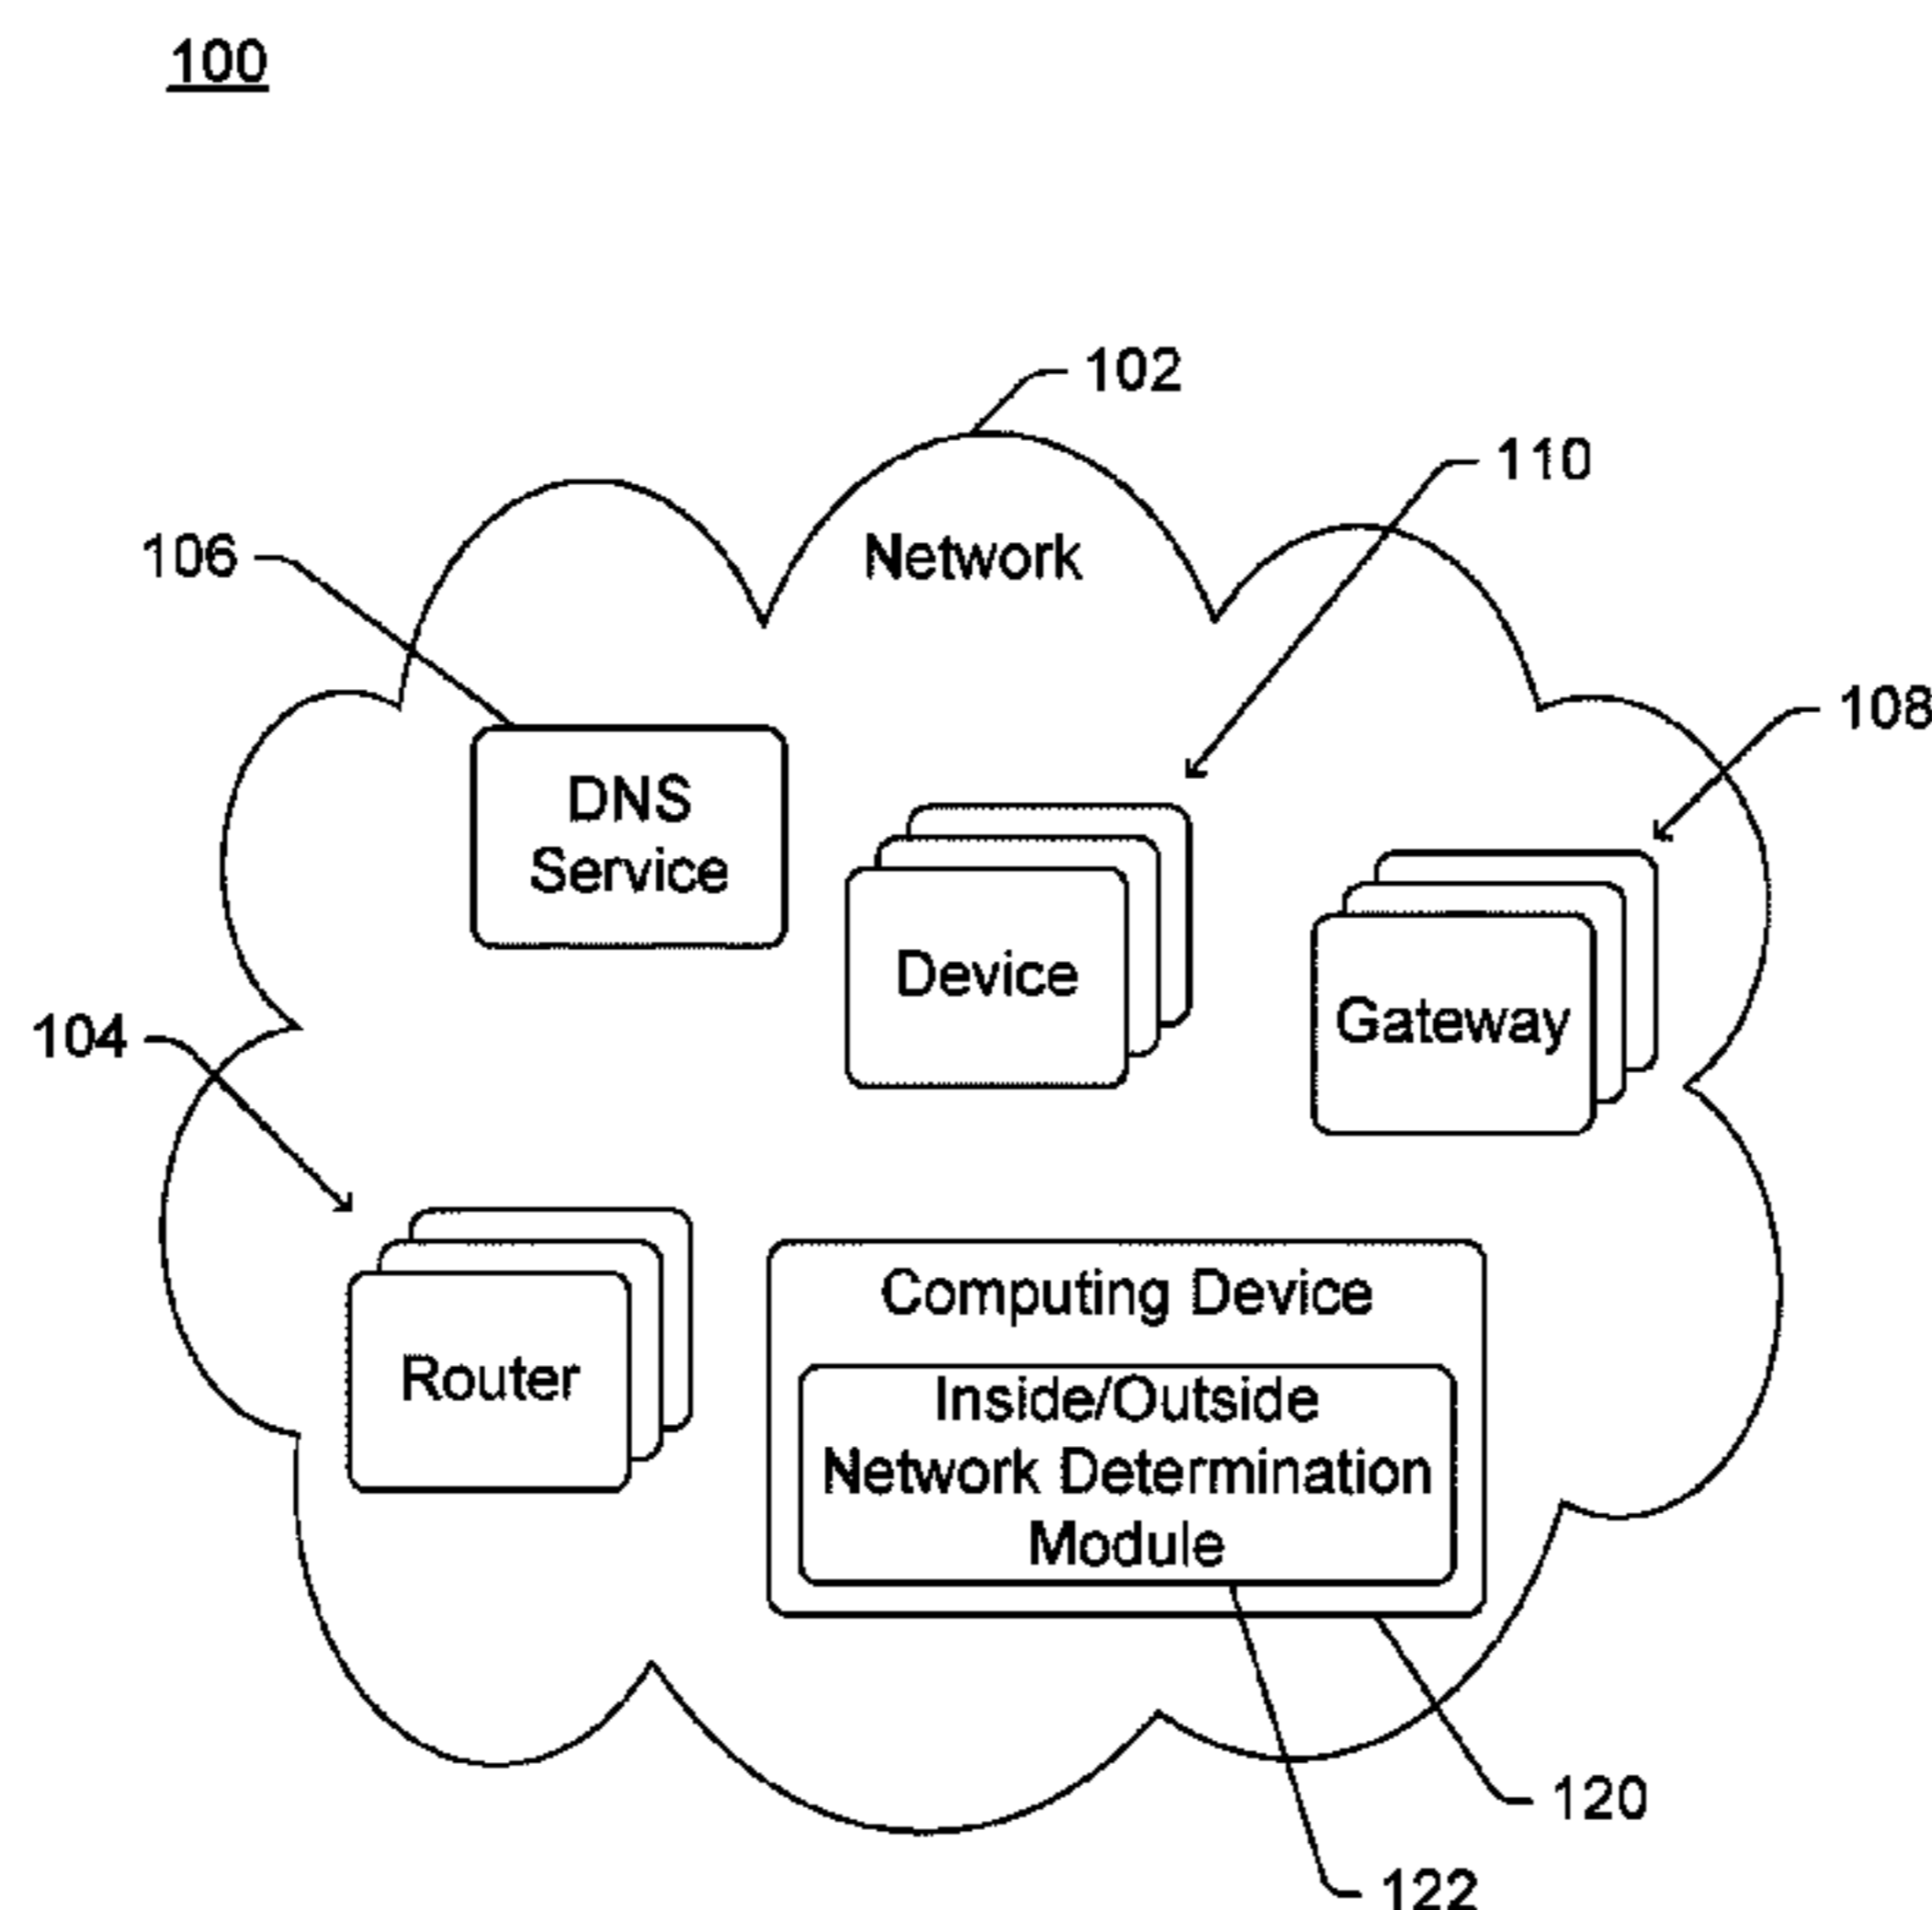 100
102
110
106
Network
108
DNS
Service
Device
Gateway
104
Router
Computing Device
Inside/Outside
Network Determination
Module
120
122